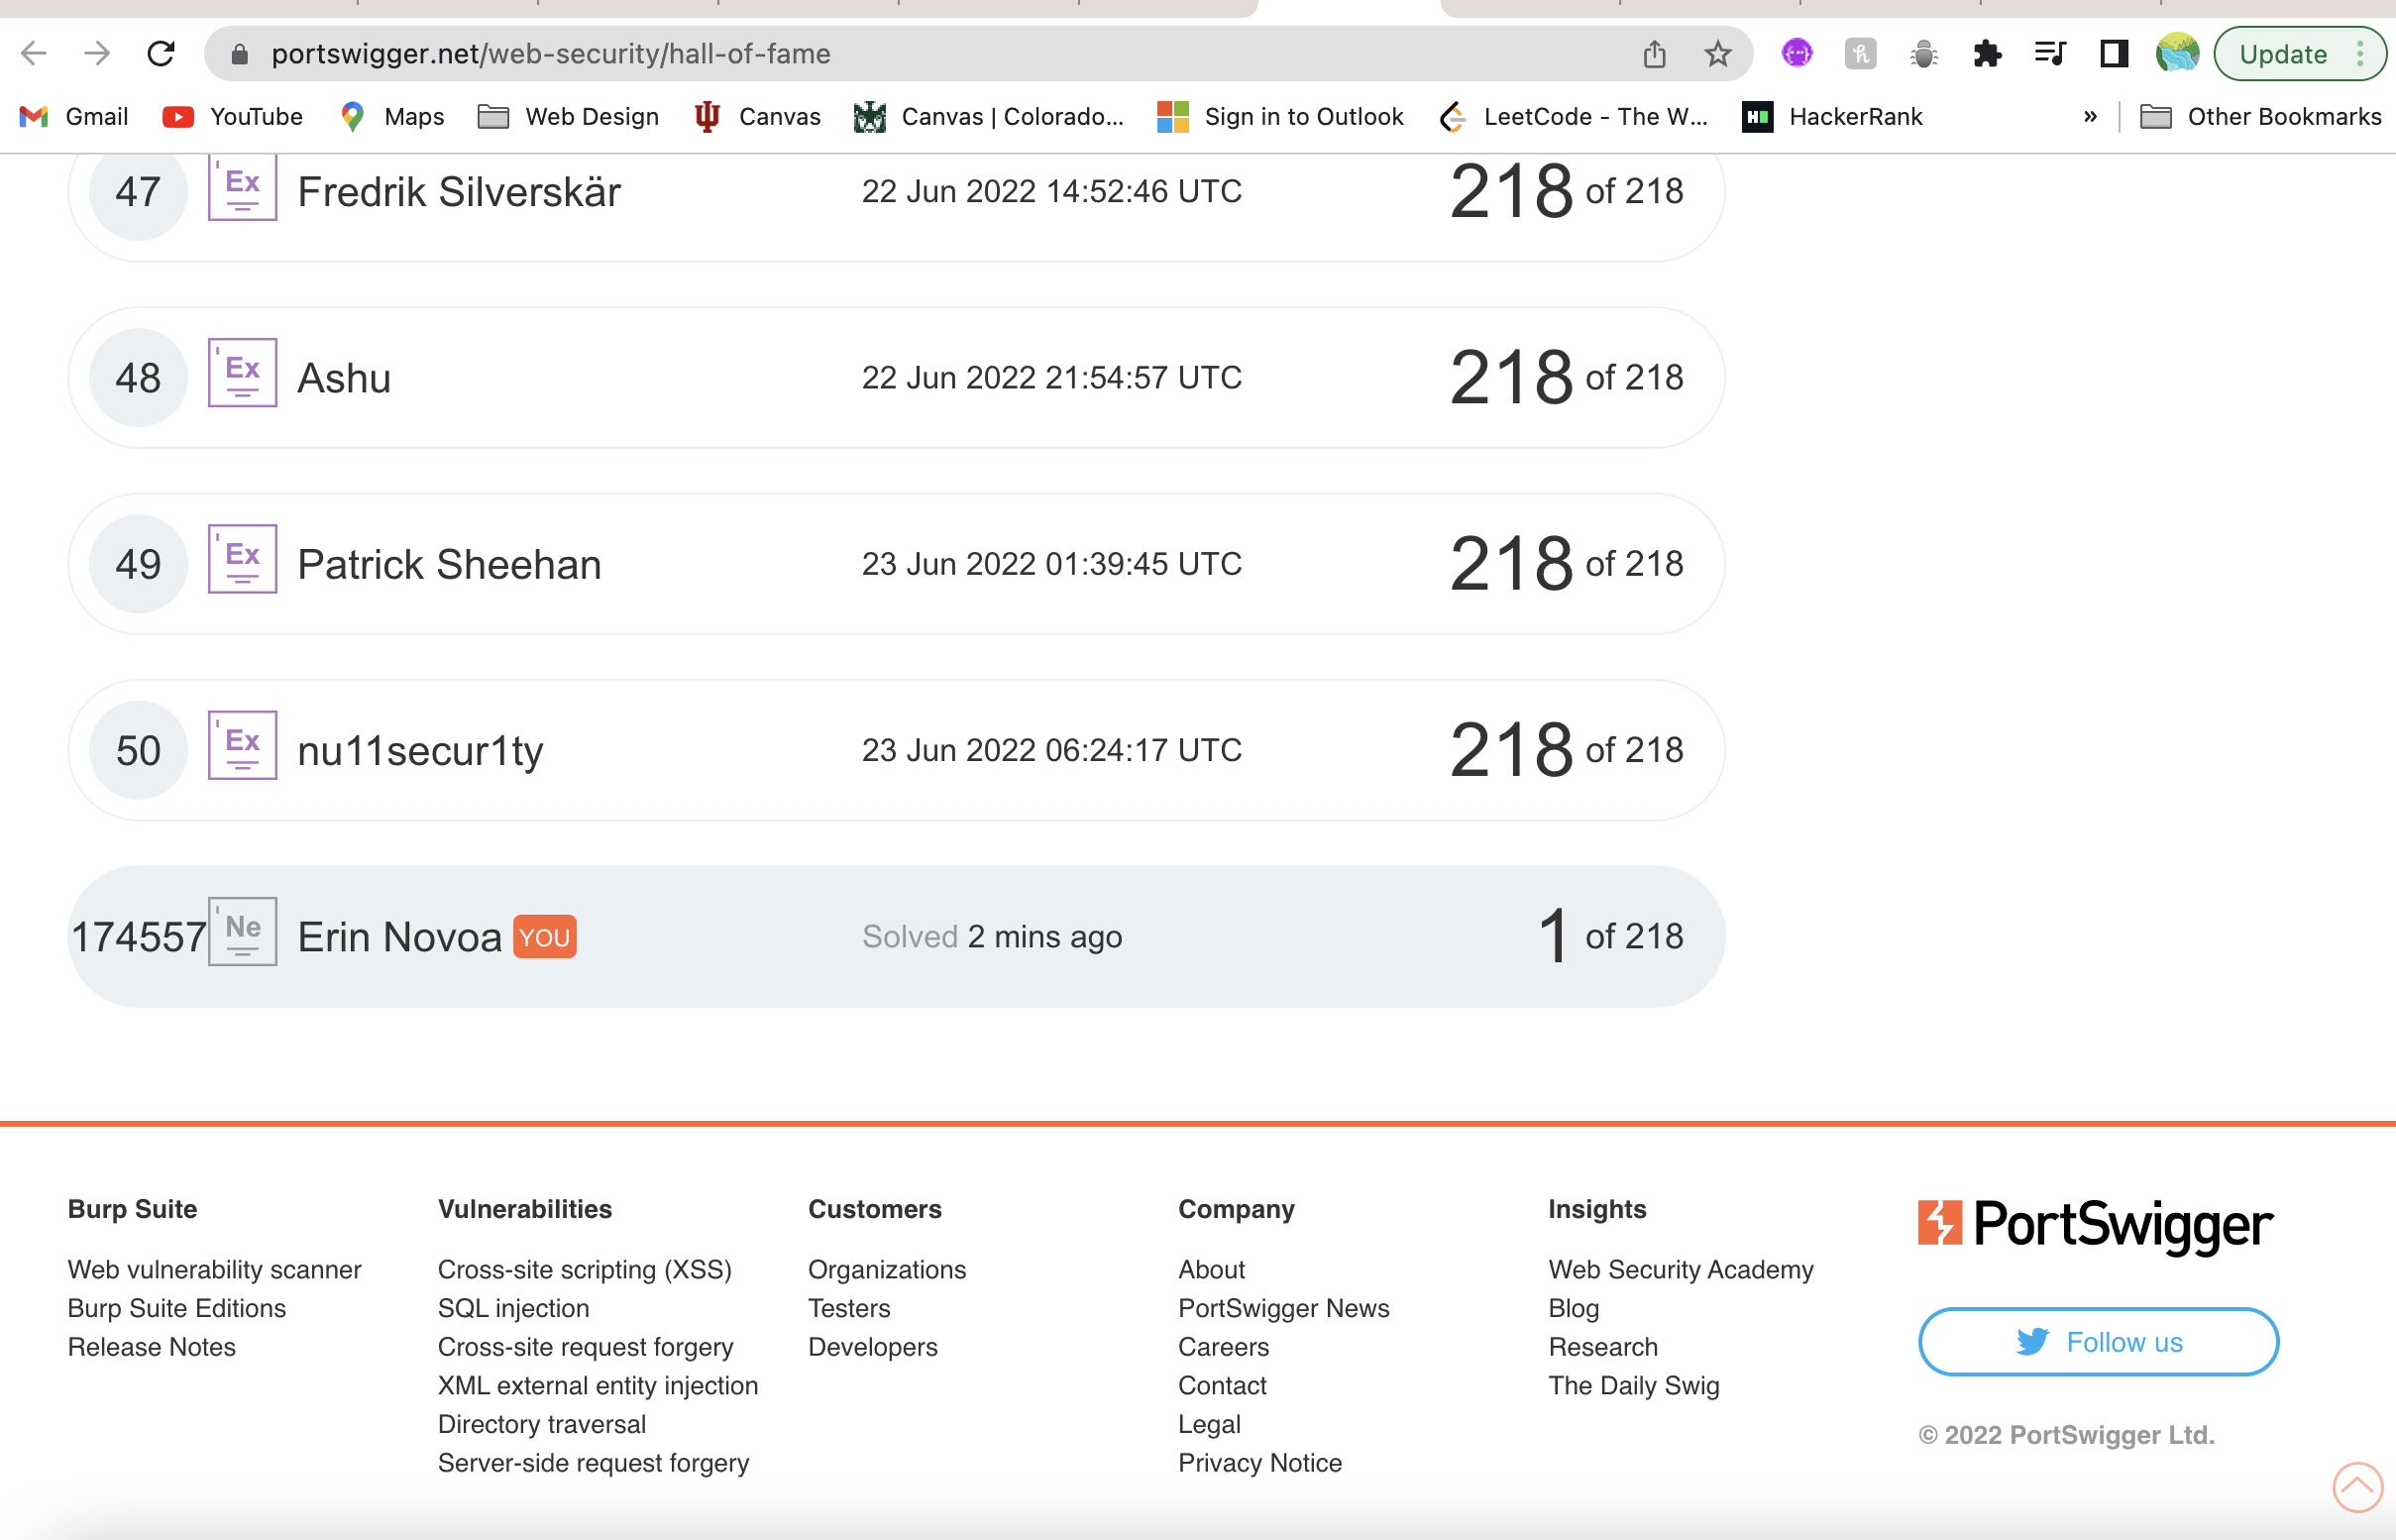 portswigger.net/web-security/hall-of-fame
Update
Gmail YouTube Maps Web Design Canvas Canvas | Colorado... Sign in to Outlook LeetCode - The W... HackerRank » Other Bookmarks
47 Ex Fredrik Silverskär 22 Jun 2022 14:52:46 UTC 218 of 218
48 Ex Ashu 22 Jun 2022 21:54:57 UTC 218 of 218
49 Ex Patrick Sheehan 23 Jun 2022 01:39:45 UTC 218 of 218
50 Ex nu11secur1ty 23 Jun 2022 06:24:17 UTC 218 of 218
174557 Ne Erin Novoa YOU Solved 2 mins ago 1 of 218
Burp Suite
Web vulnerability scanner
Burp Suite Editions
Release Notes
Vulnerabilities
Cross-site scripting (XSS)
SQL injection
Cross-site request forgery
XML external entity injection
Directory traversal
Server-side request forgery
Customers
Organizations
Testers
Developers
Company
About
PortSwigger News
Careers
Contact
Legal
Privacy Notice
Insights
Web Security Academy
Blog
Research
The Daily Swig
PortSwigger
Follow us
© 2022 PortSwigger Ltd.